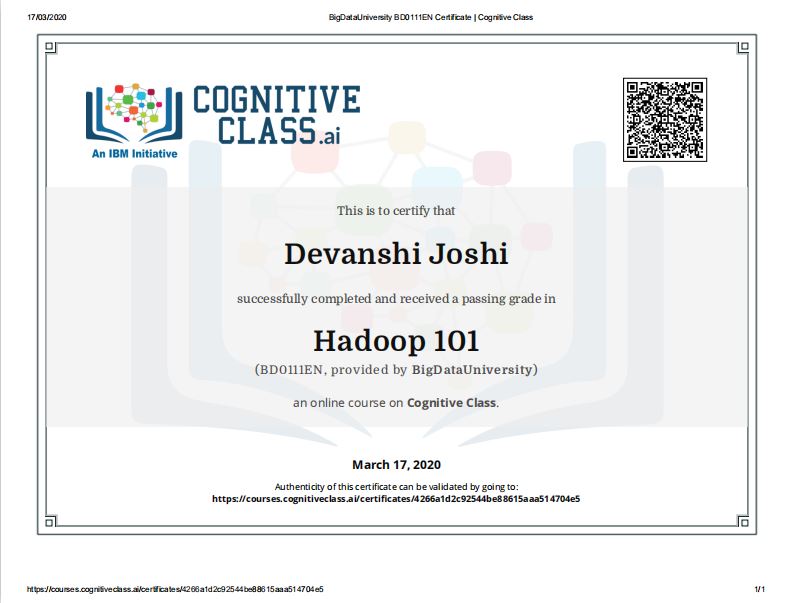 17/03/2020 BigDataUniversity BD0111EN Certificate | Cognitive Class
COGNITIVE
CLASS.ai
An IBM Initiative
This is to certify that
Devanshi Joshi
successfully completed and received a passing grade in
Hadoop 101
(BD0111EN, provided by BigDataUniversity)
an online course on Cognitive Class.
March 17, 2020
Authenticity of this certificate can be validated by going to:
https://courses.cognitiveclass.ai/certificates/4266a1d2c92544be88615aaa514704e5
https://courses.cognitiveclass.ai/certificates/4266a1d2c92544be88615aaa514704e5 1/1